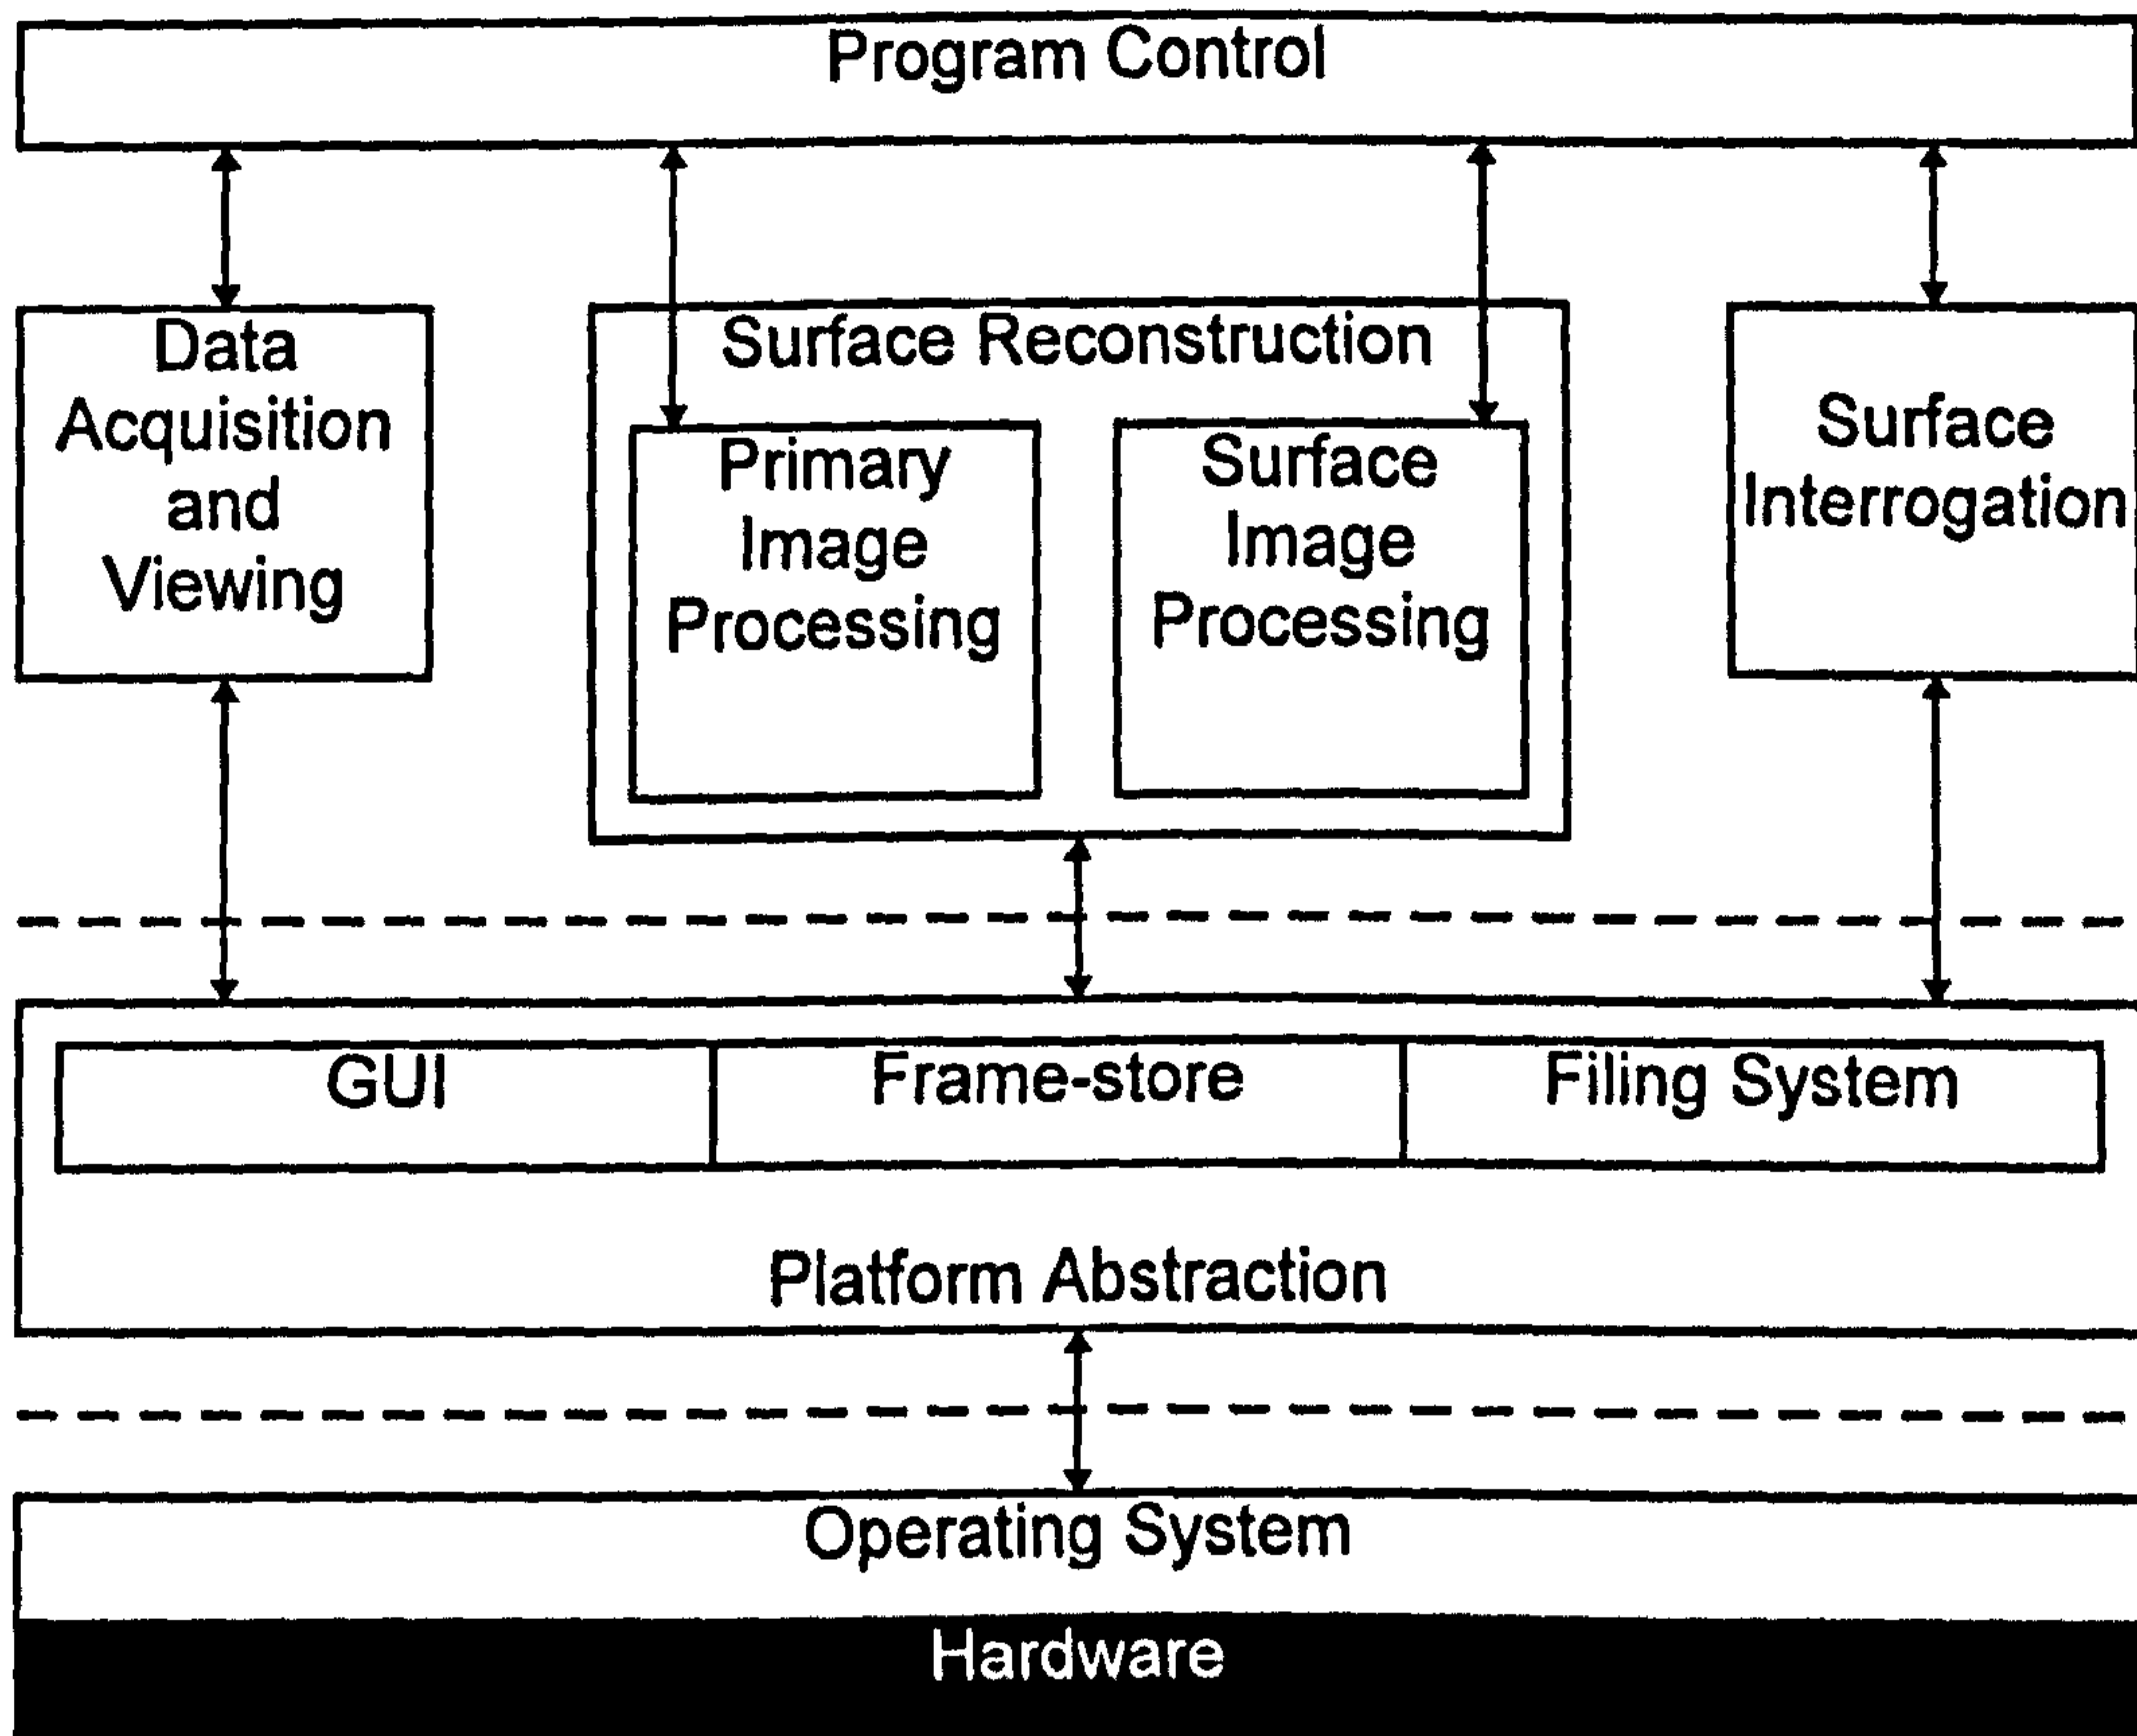 Program Control
Data
Acquisition
and
Viewing
Surface Reconstruction
Primary
Image
Processing
Surface
Image
Processing
Surface
Interrogation
GUI
Frame-store
Filing System
Platform Abstraction
Operating System
Hardware